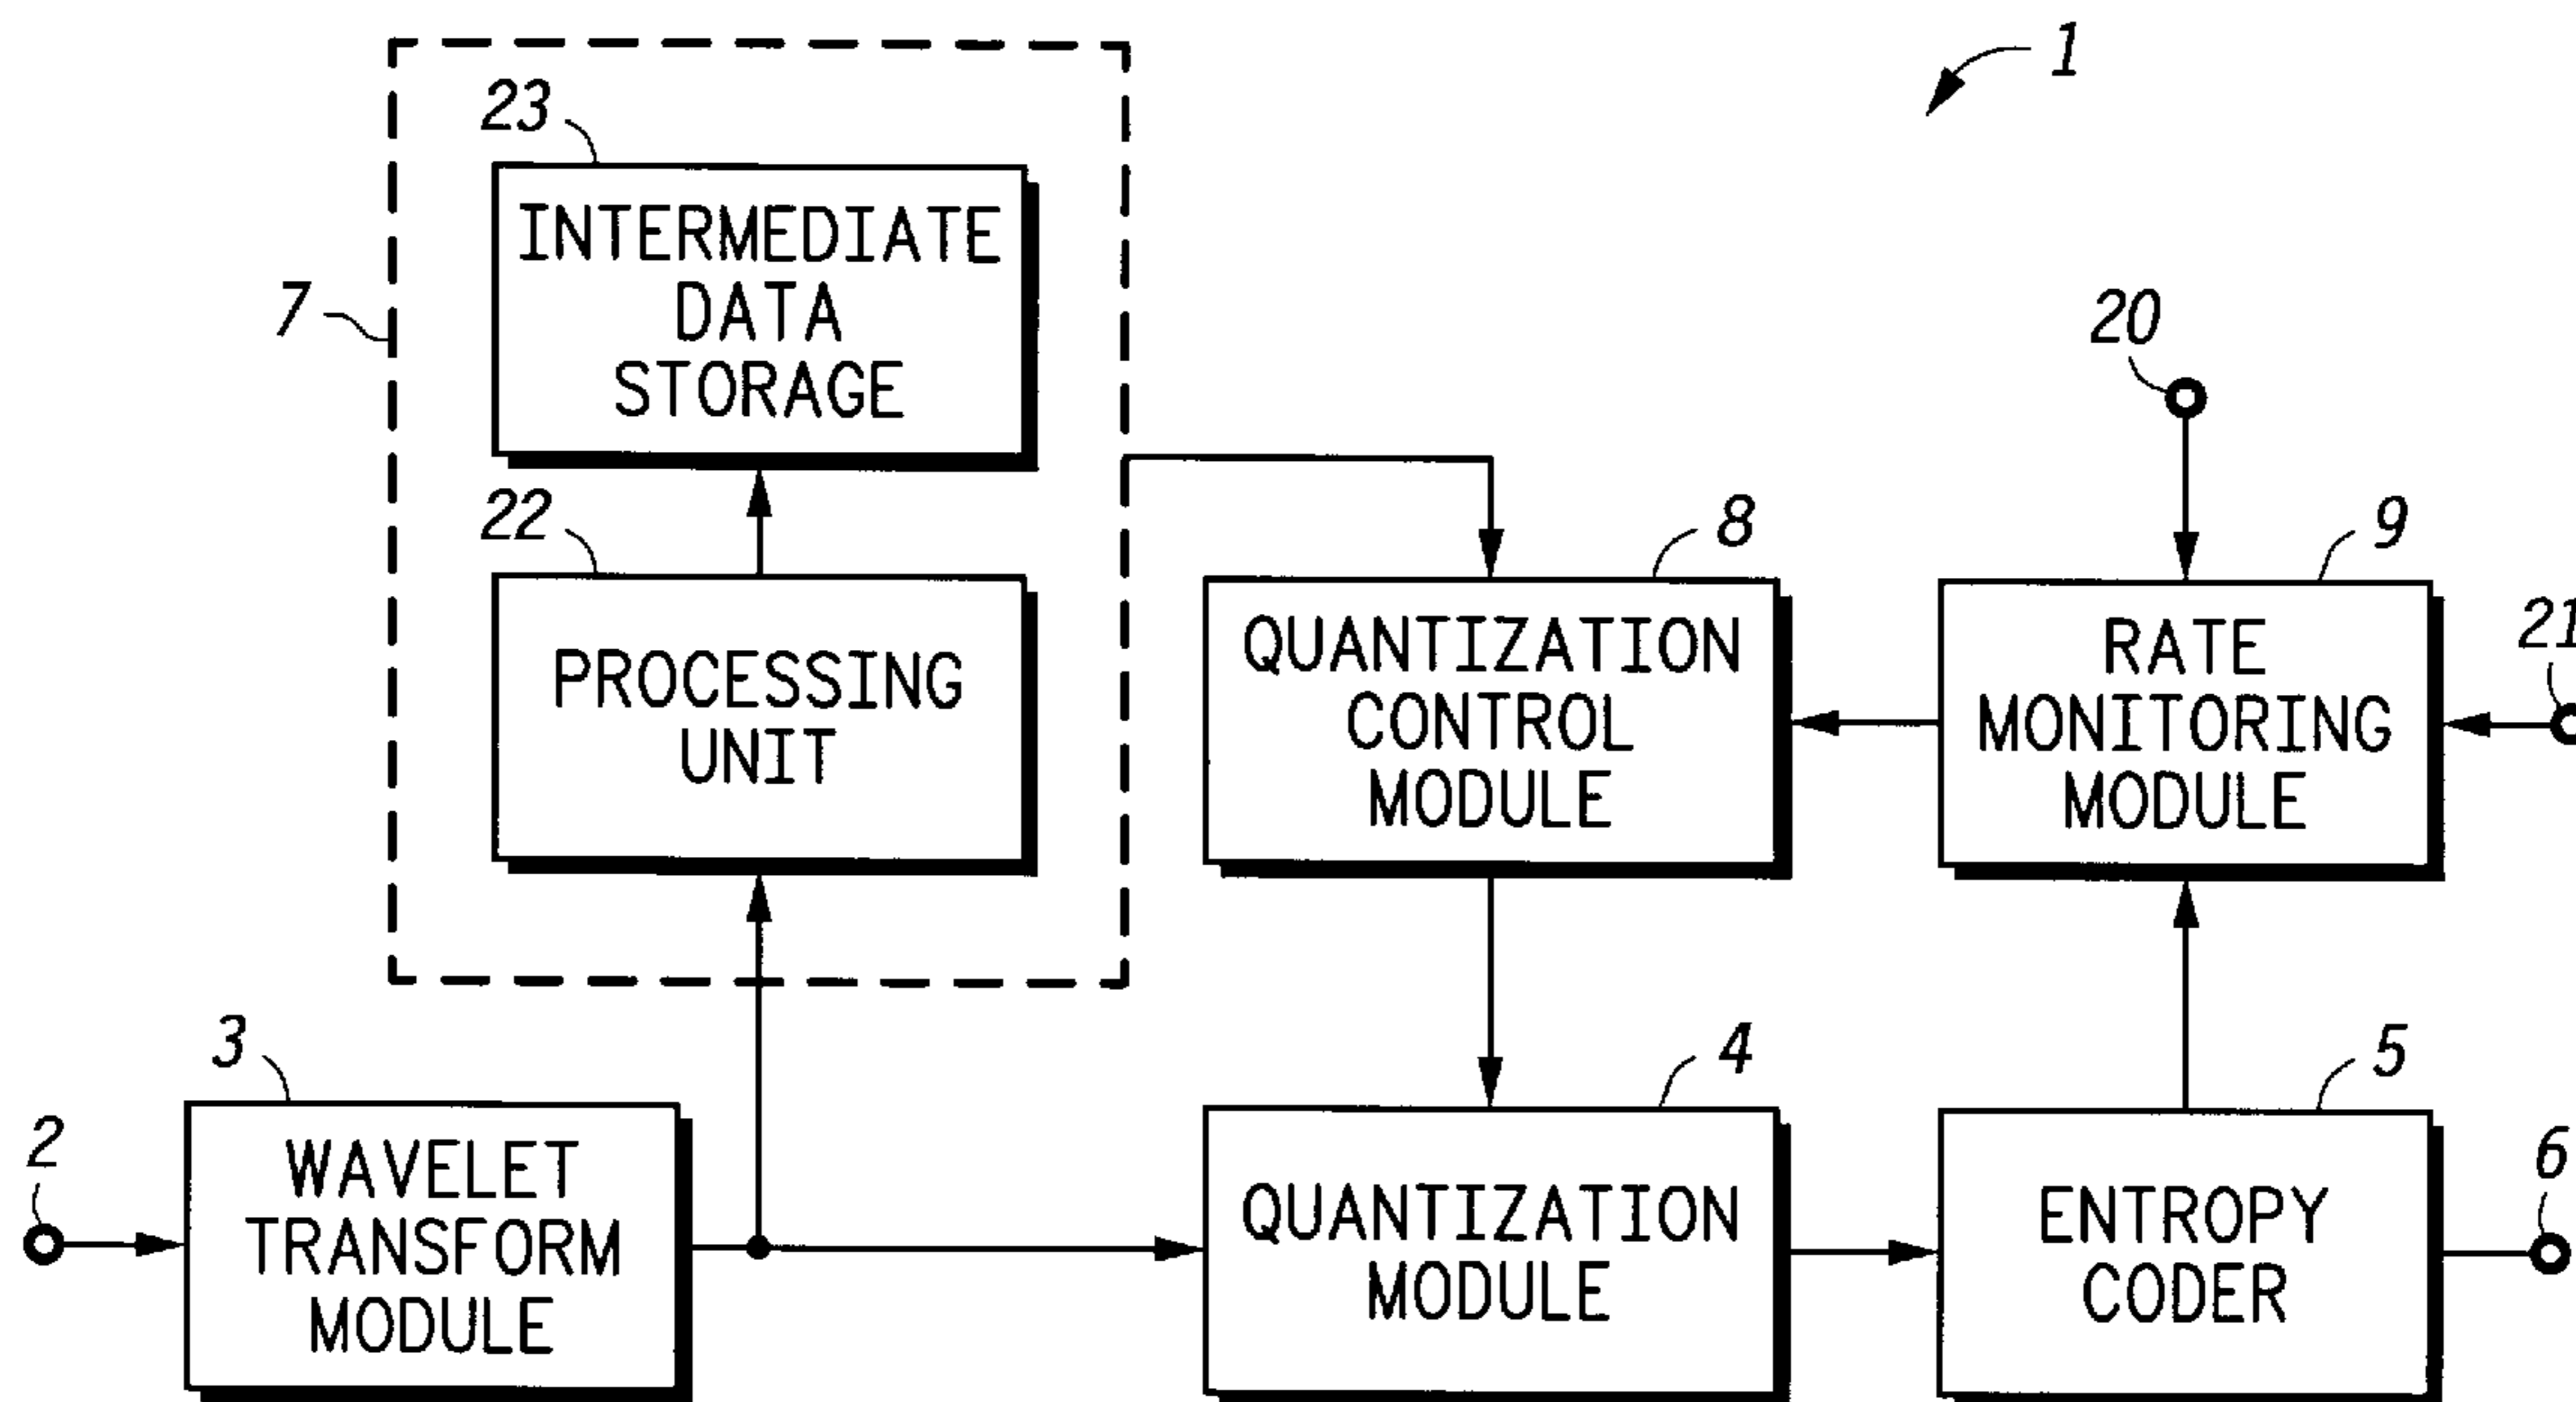 1
23
INTERMEDIATE
DATA
STORAGE
7
20
22
PROCESSING
UNIT
8
QUANTIZATION
CONTROL
MODULE
9
RATE
MONITORING
MODULE
21
3
WAVELET
TRANSFORM
MODULE
2
4
QUANTIZATION
MODULE
5
ENTROPY
CODER
6